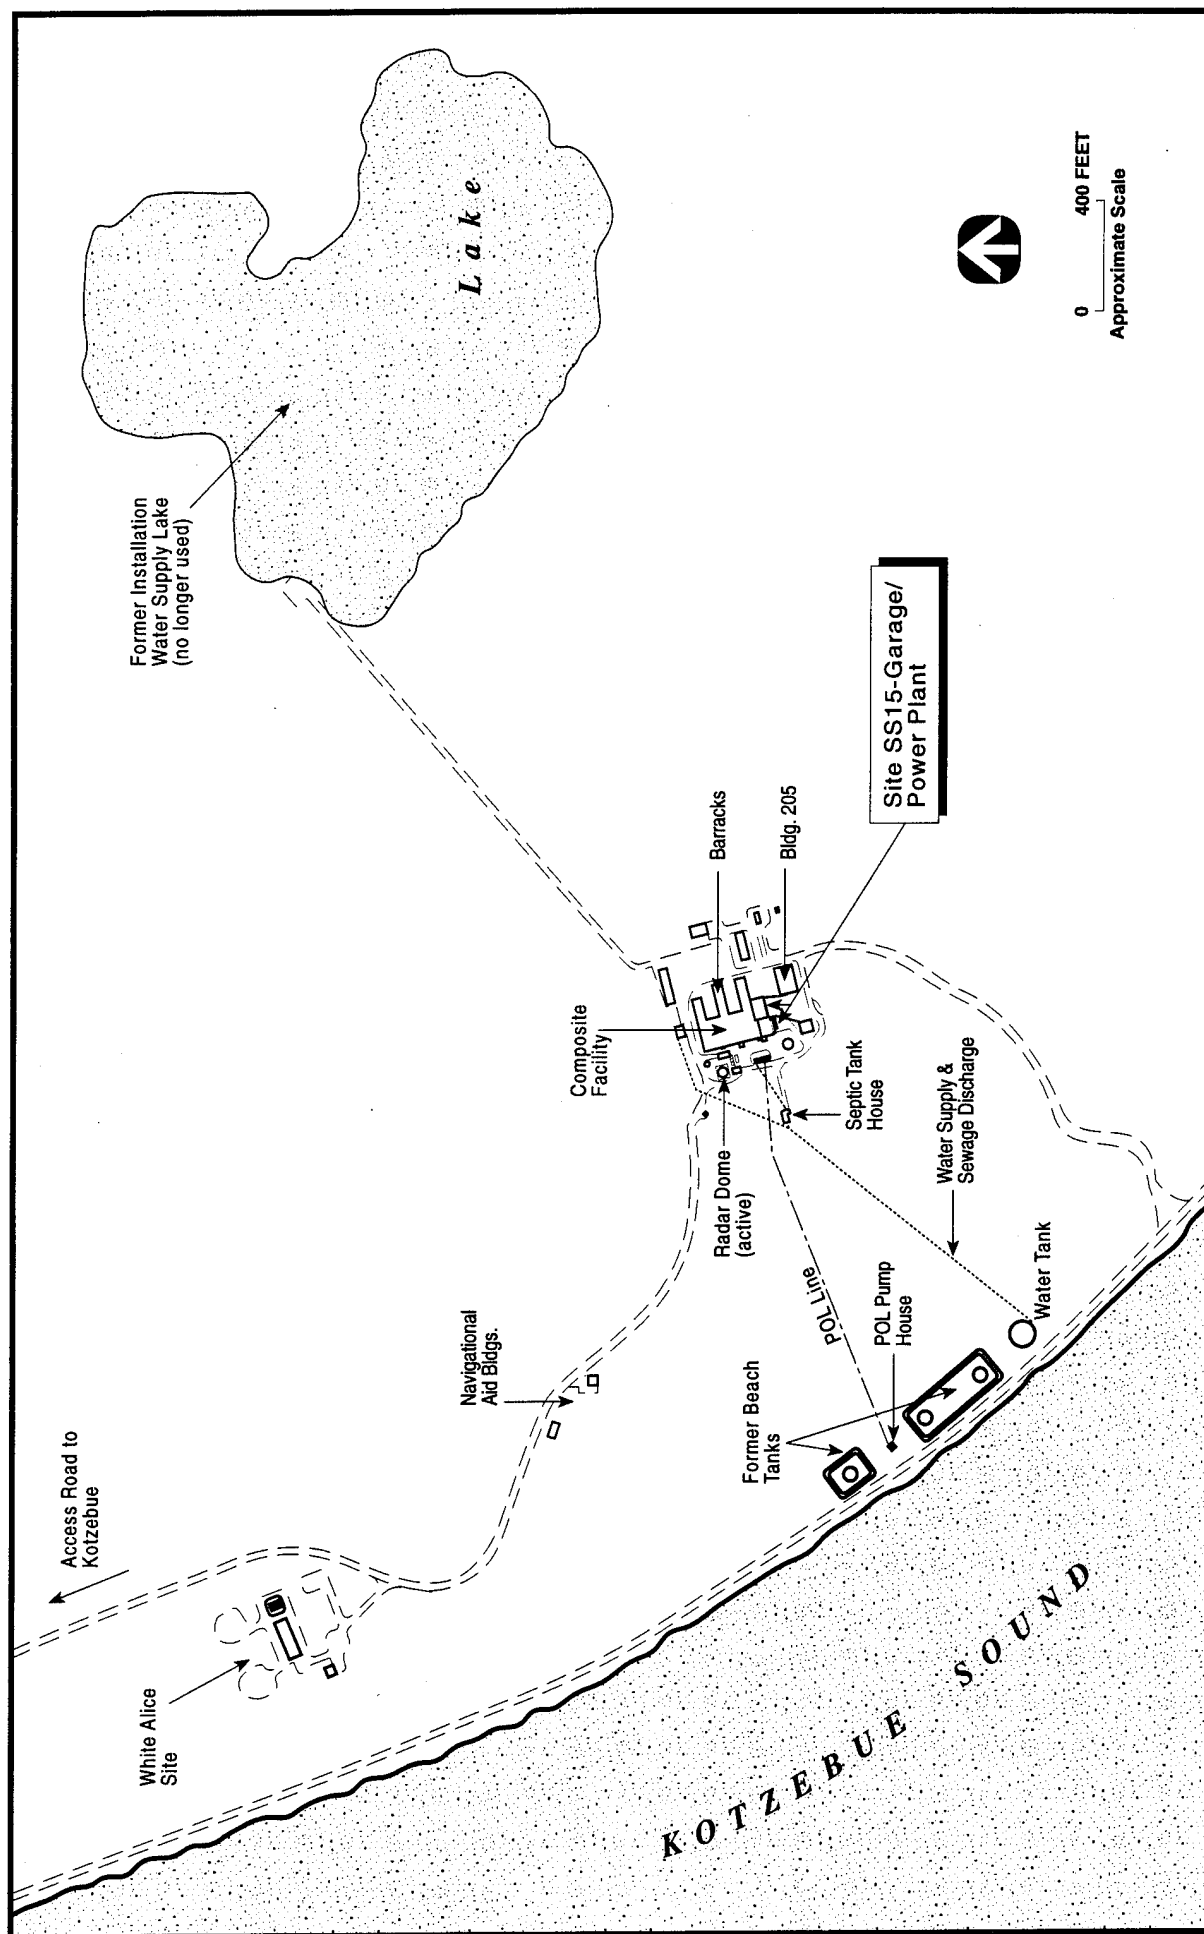 Access Road to
Kotzebue
White Alice
Site
Former Installation
Water Supply Lake
(no longer used)
Lake
Navigational
Aid Bldgs.
Composite
Facility
Barracks
Bldg. 205
Radar Dome
(active)
Septic Tank
House
Site SS15-Garage/
Power Plant
POL Line
Former Beach
Tanks
POL Pump
House
Water Supply &
Sewage Discharge
Water Tank
KOTZEBUE SOUND
0 400 FEET
Approximate Scale